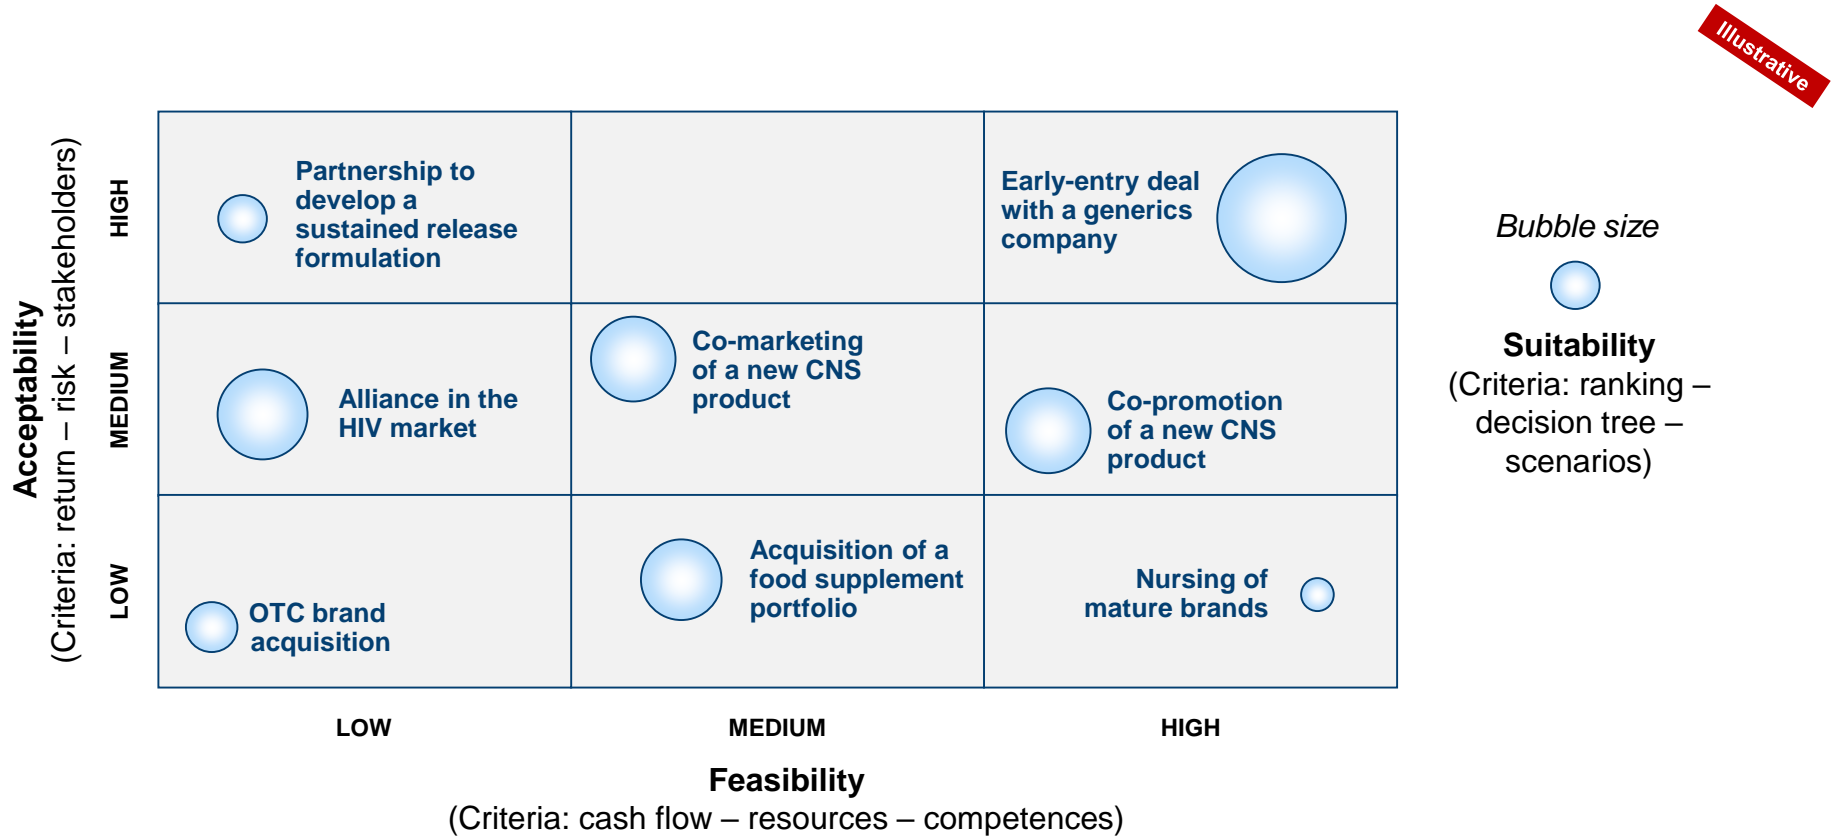 Illustrative
Acceptability
(Criteria: return – risk – stakeholders)
HIGH
MEDIUM
LOW
Partnership to
develop a
sustained release
formulation
Early-entry deal
with a generics
company
Alliance in the
HIV market
Co-marketing
of a new CNS
product
Co-promotion
of a new CNS
product
OTC brand
acquisition
Acquisition of a
food supplement
portfolio
Nursing of
mature brands
Bubble size
Suitability
(Criteria: ranking –
decision tree –
scenarios)
LOW
MEDIUM
HIGH
Feasibility
(Criteria: cash flow – resources – competences)